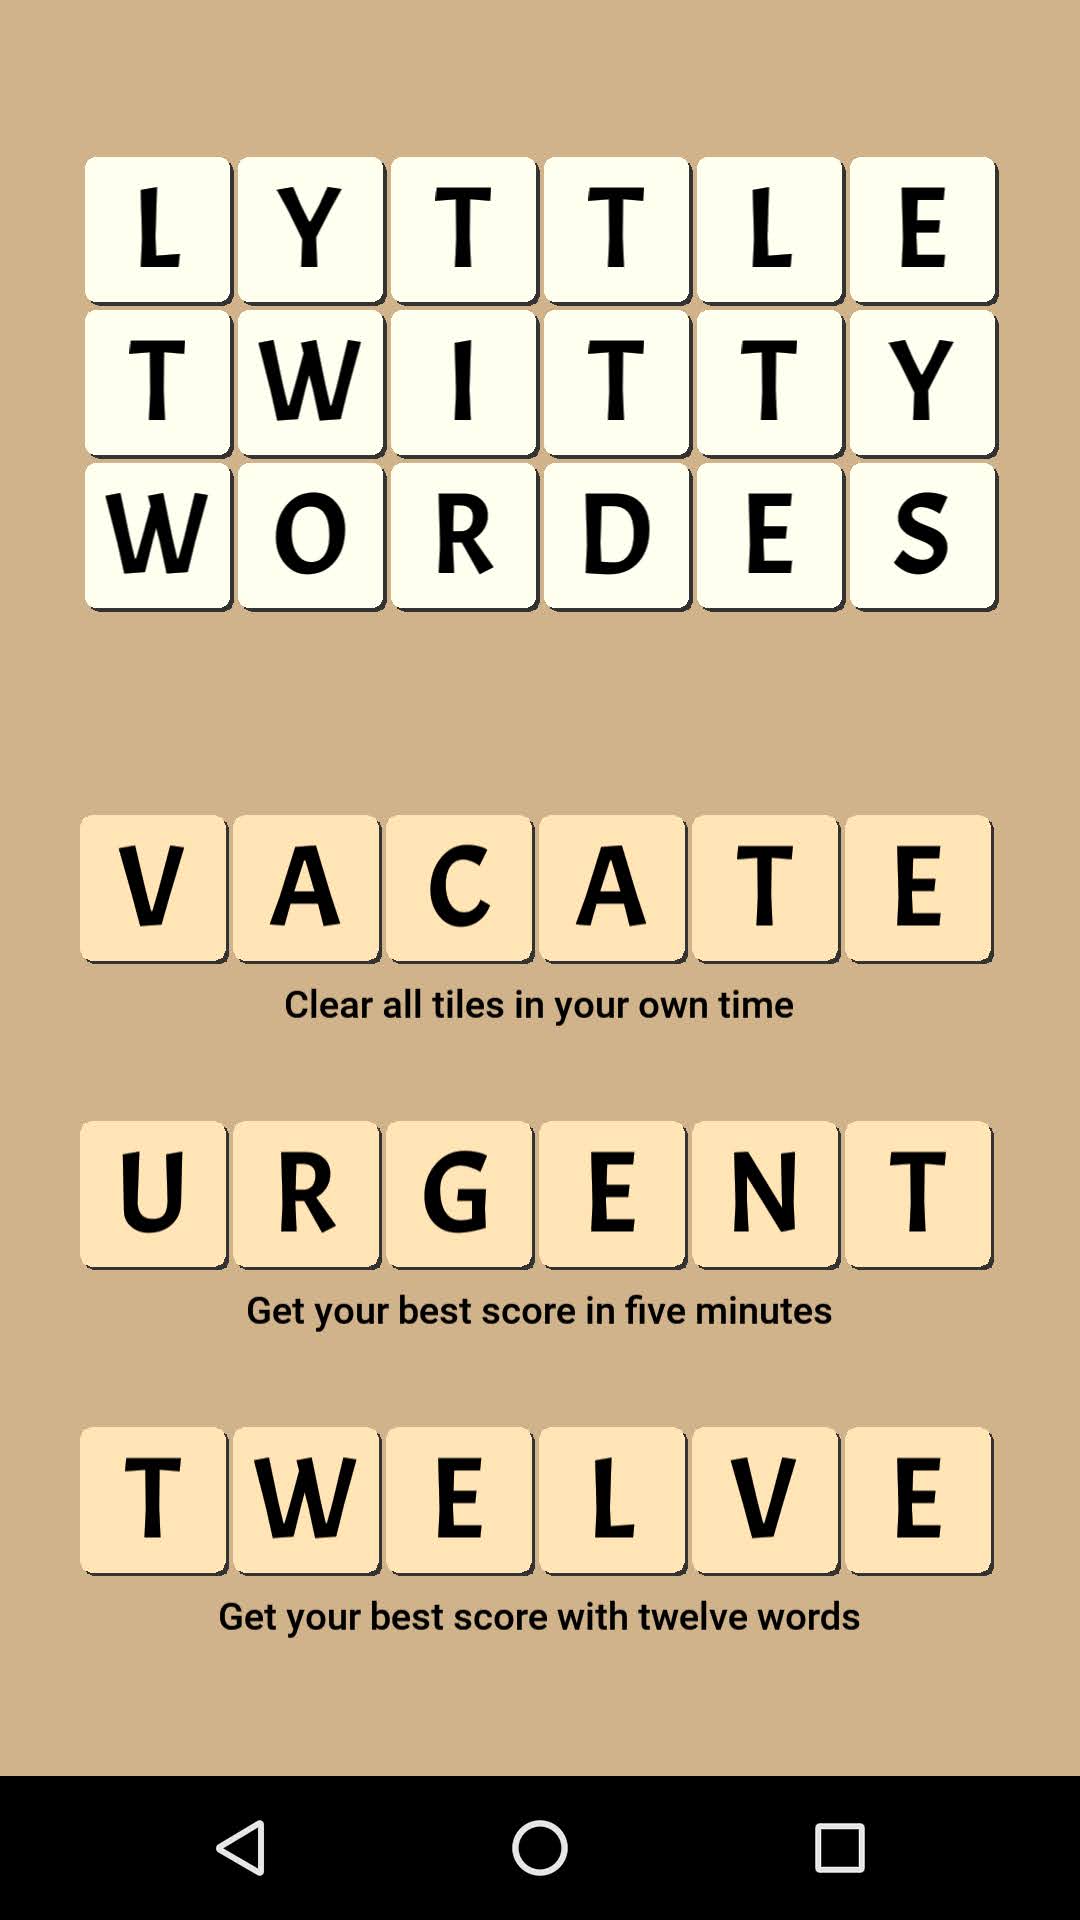 LYTTLE
TWITTY
WORDES
VACATE
Clear all tiles in your own time
URGENT
Get your best score in five minutes
TWELVE
Get your best score with twelve words